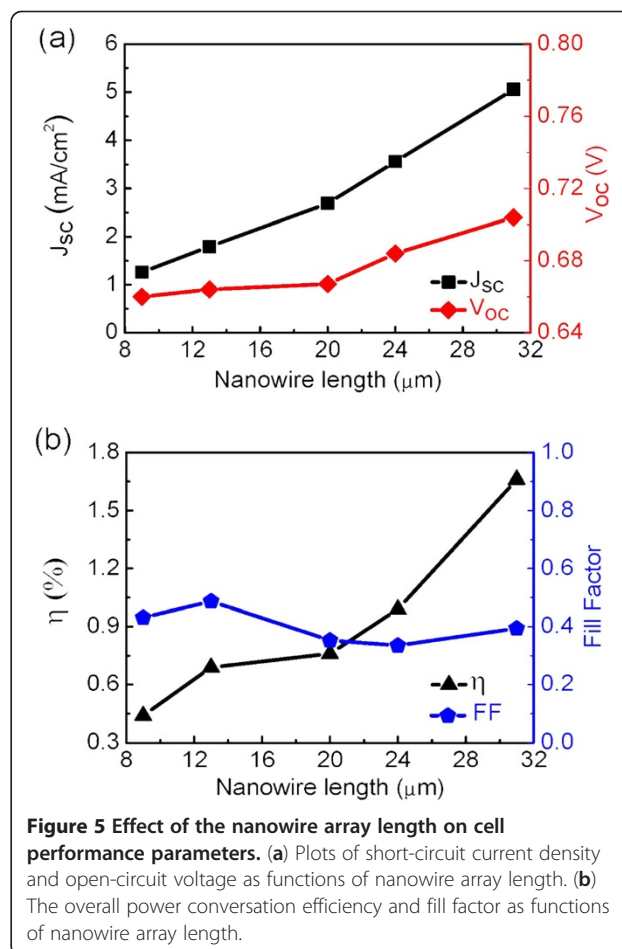 (a)
6
5
4
3
2
1
0
J_SC (mA/cm²)
0.80
0.76
0.72
0.68
0.64
V_OC (V)
J_SC
V_OC
8 12 16 20 24 28 32
Nanowire length (μm)
(b)
1.8
1.5
1.2
0.9
0.6
0.3
η (%)
1.0
0.8
0.6
0.4
0.2
0.0
Fill Factor
η
FF
8 12 16 20 24 28 32
Nanowire length (μm)
Figure 5 Effect of the nanowire array length on cell
performance parameters. (a) Plots of short-circuit current density
and open-circuit voltage as functions of nanowire array length. (b)
The overall power conversation efficiency and fill factor as functions
of nanowire array length.